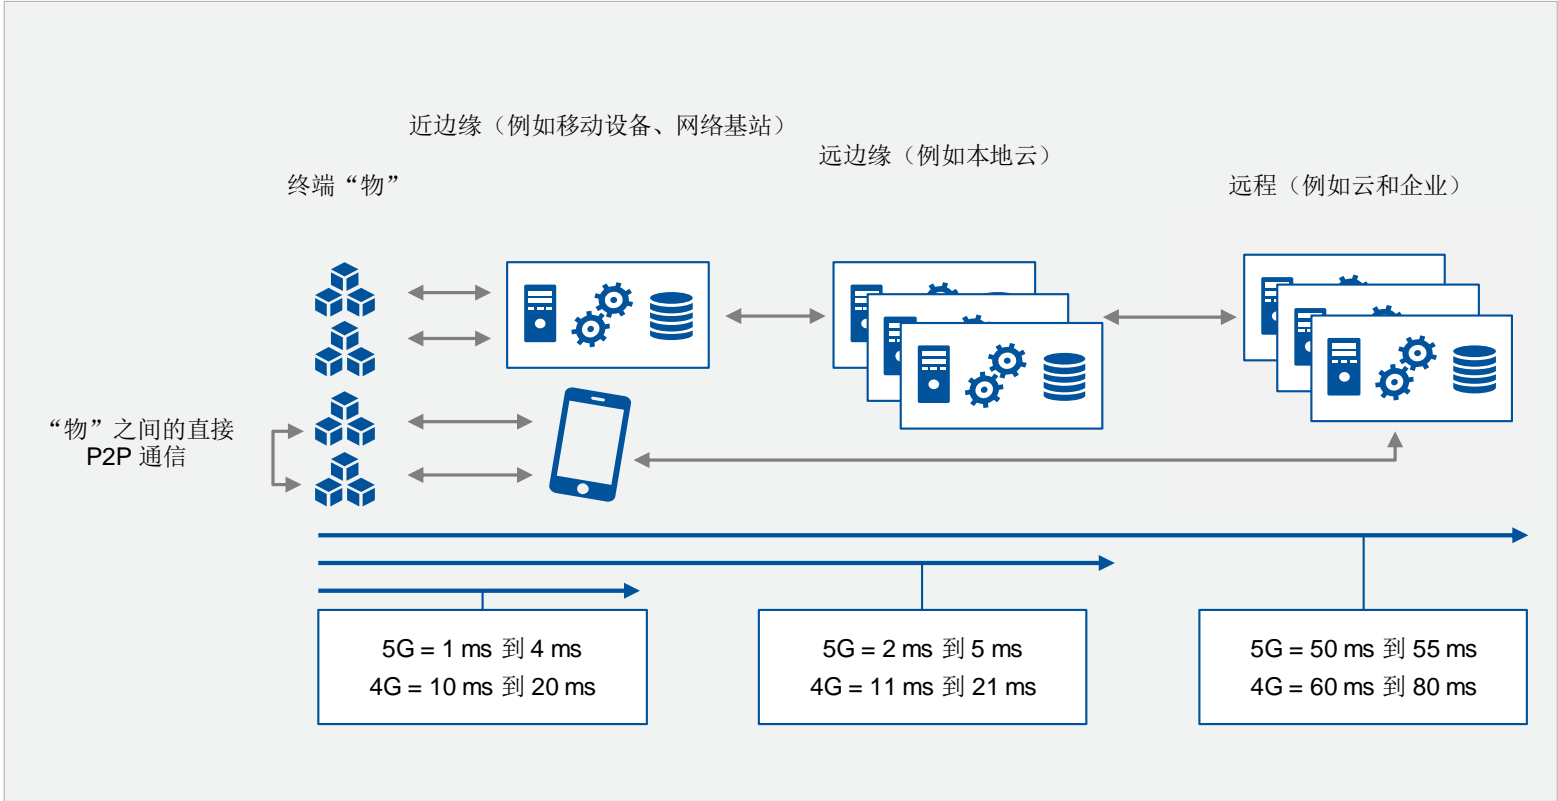 近边缘（例如移动设备、网络基站）
远边缘（例如本地云）
终端“物”
远程（例如云和企业）
“物”之间的直接
P2P 通信
5G = 1 ms 到 4 ms
4G = 10 ms 到 20 ms
5G = 2 ms 到 5 ms
4G = 11 ms 到 21 ms
5G = 50 ms 到 55 ms
4G = 60 ms 到 80 ms